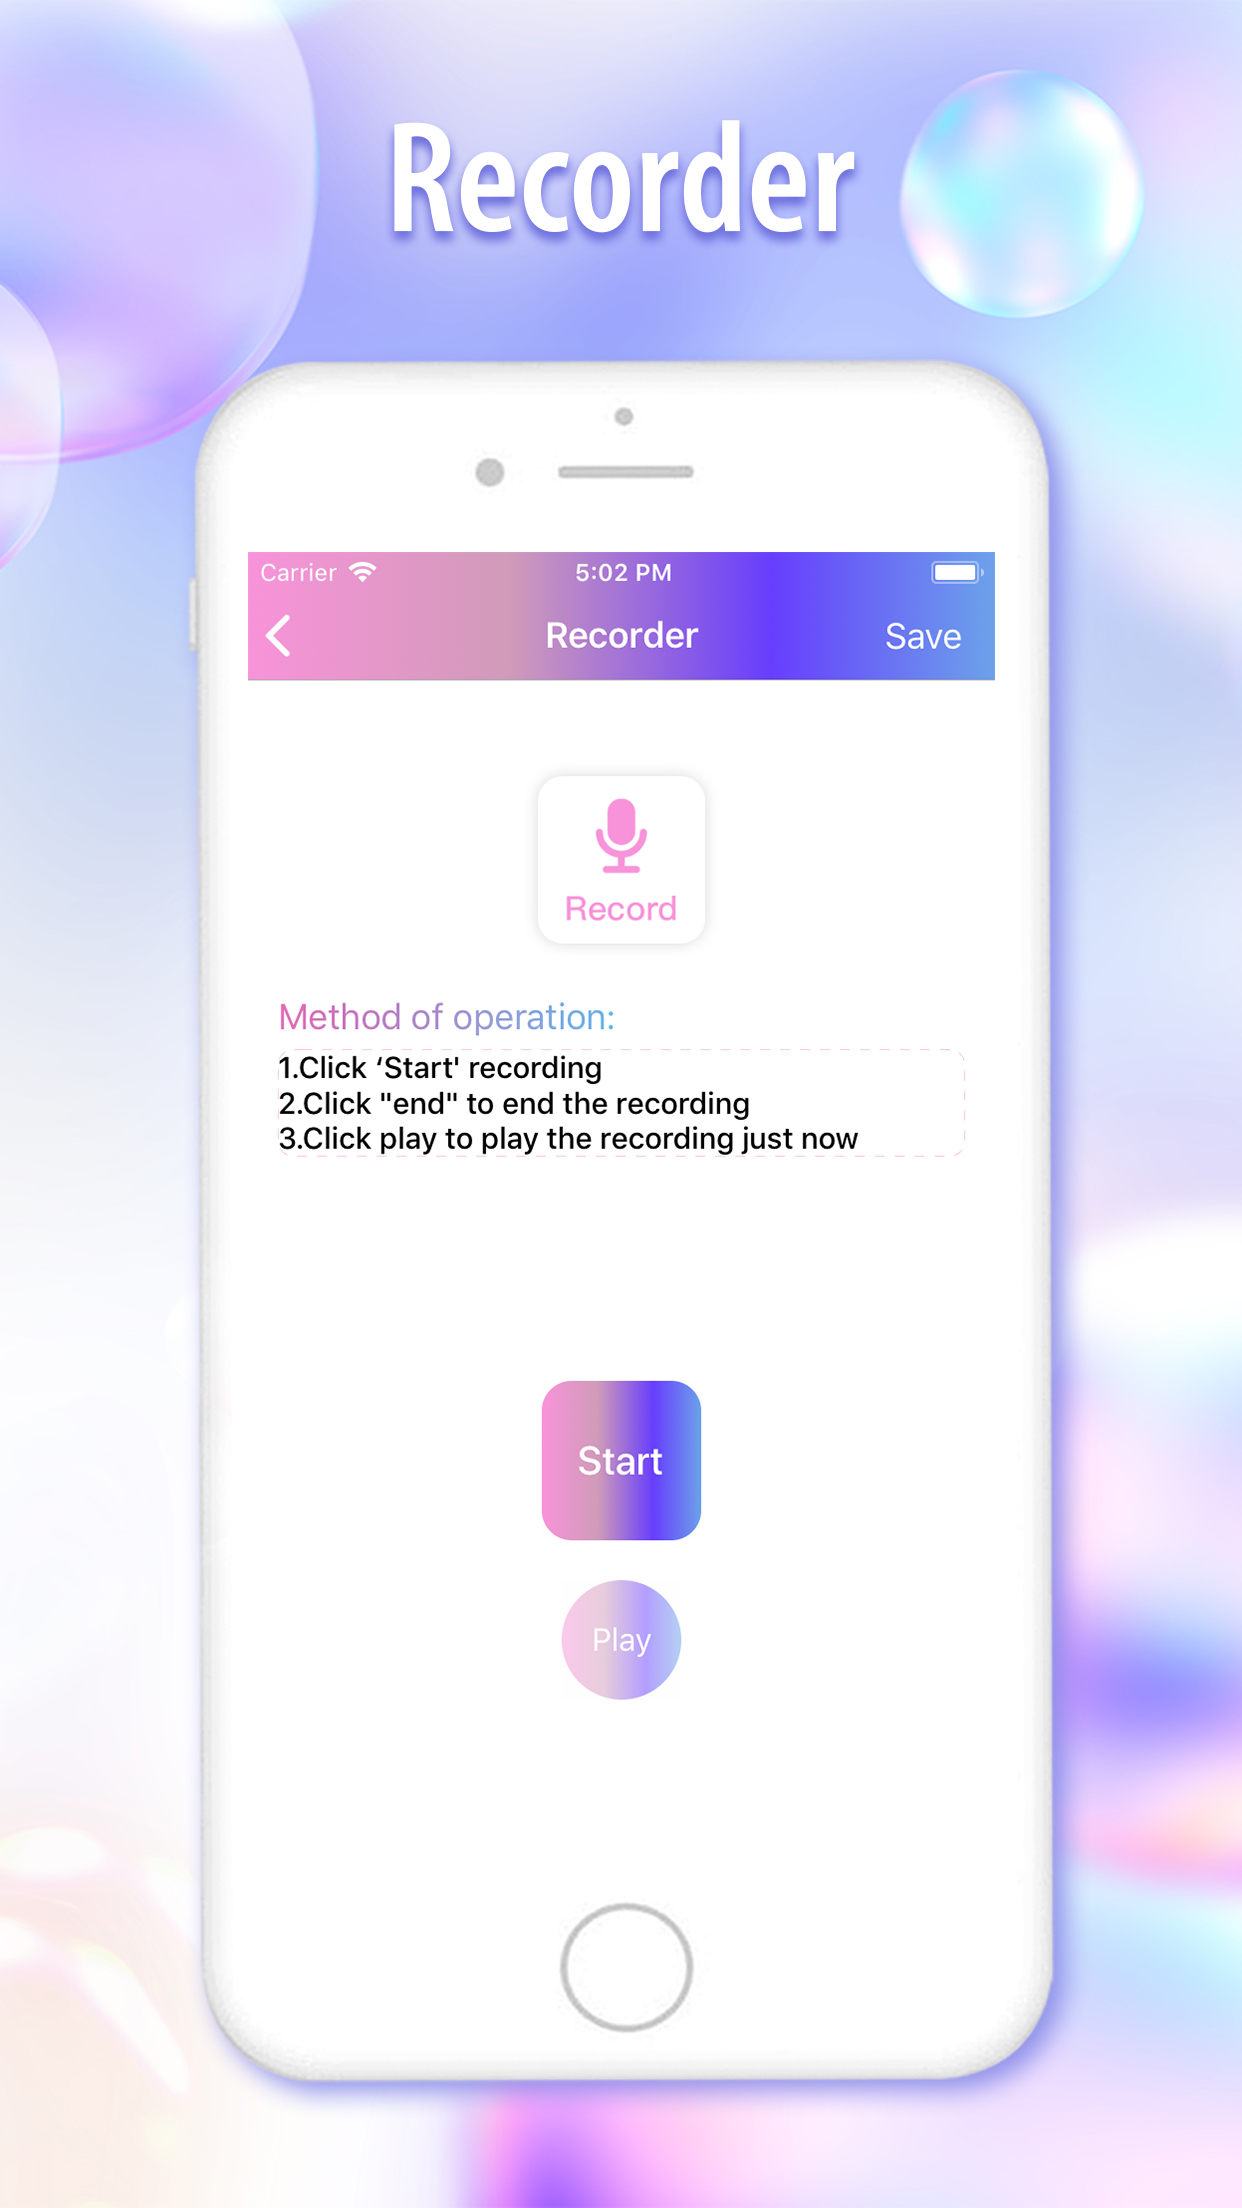 Recorder
Carrier
5:02 PM
Recorder
Save
Record
Method of operation:
1.Click ‘Start' recording
2.Click "end" to end the recording
3.Click play to play the recording just now
Start
Play